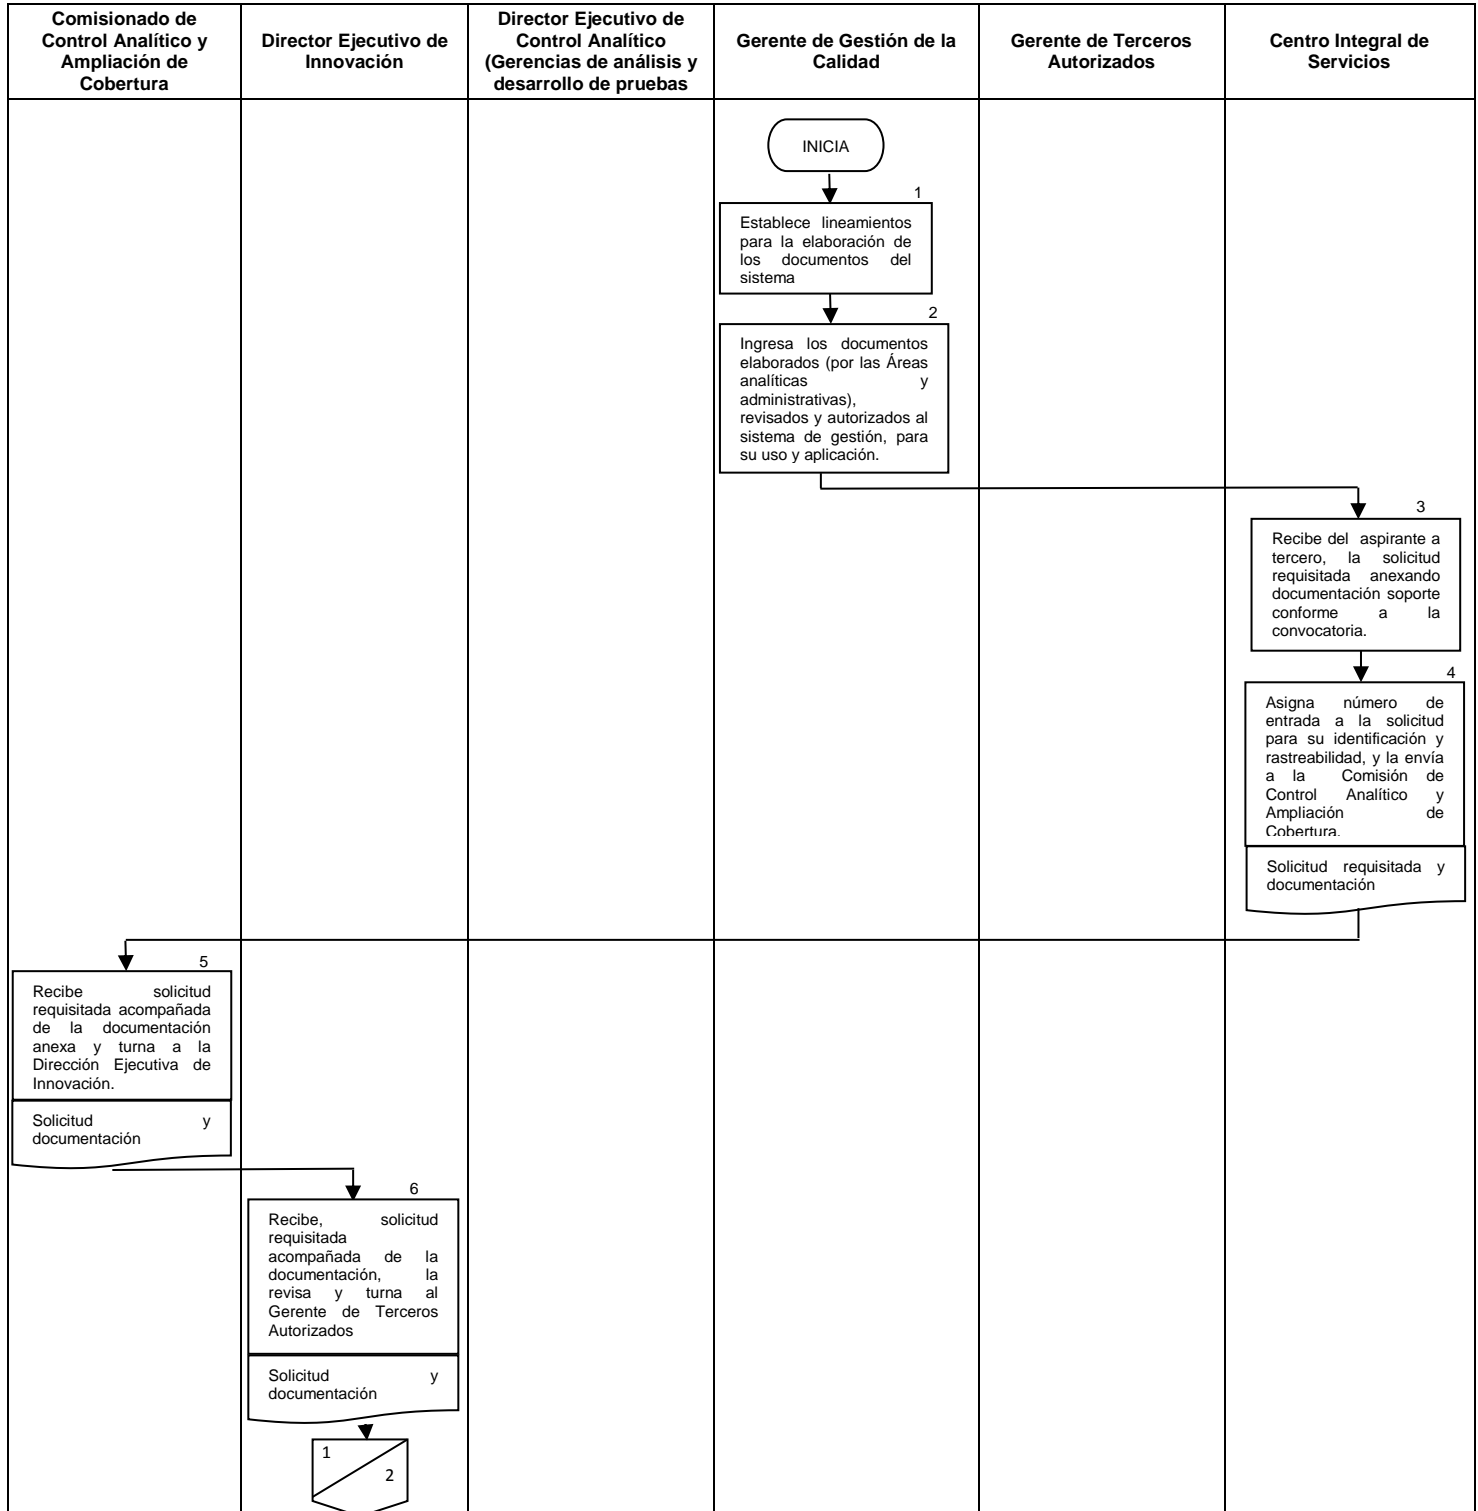 Comisionado de
Control Analítico y
Ampliación de
Cobertura
Director Ejecutivo de
Innovación
Director Ejecutivo de
Control Analítico
(Gerencias de análisis y
desarrollo de pruebas
Gerente de Gestión de la
Calidad
Gerente de Terceros
Autorizados
Centro Integral de
Servicios
INICIA
1
Establece lineamientos
para la elaboración de
los documentos del
sistema
2
Ingresa los documentos
elaborados (por las Áreas
analíticas y
administrativas),
revisados y autorizados al
sistema de gestión, para
su uso y aplicación.
3
Recibe del aspirante a
tercero, la solicitud
requisitada anexando
documentación soporte
conforme a la
convocatoria.
4
Asigna número de
entrada a la solicitud
para su identificación y
rastreabilidad, y la envía
a la Comisión de
Control Analítico y
Ampliación de
Cobertura.
Solicitud requisitada y
documentación
5
Recibe solicitud
requisitada acompañada
de la documentación
anexa y turna a la
Dirección Ejecutiva de
Innovación.
Solicitud y
documentación
6
Recibe, solicitud
requisitada
acompañada de la
documentación, la
revisa y turna al
Gerente de Terceros
Autorizados
Solicitud y
documentación
1
2